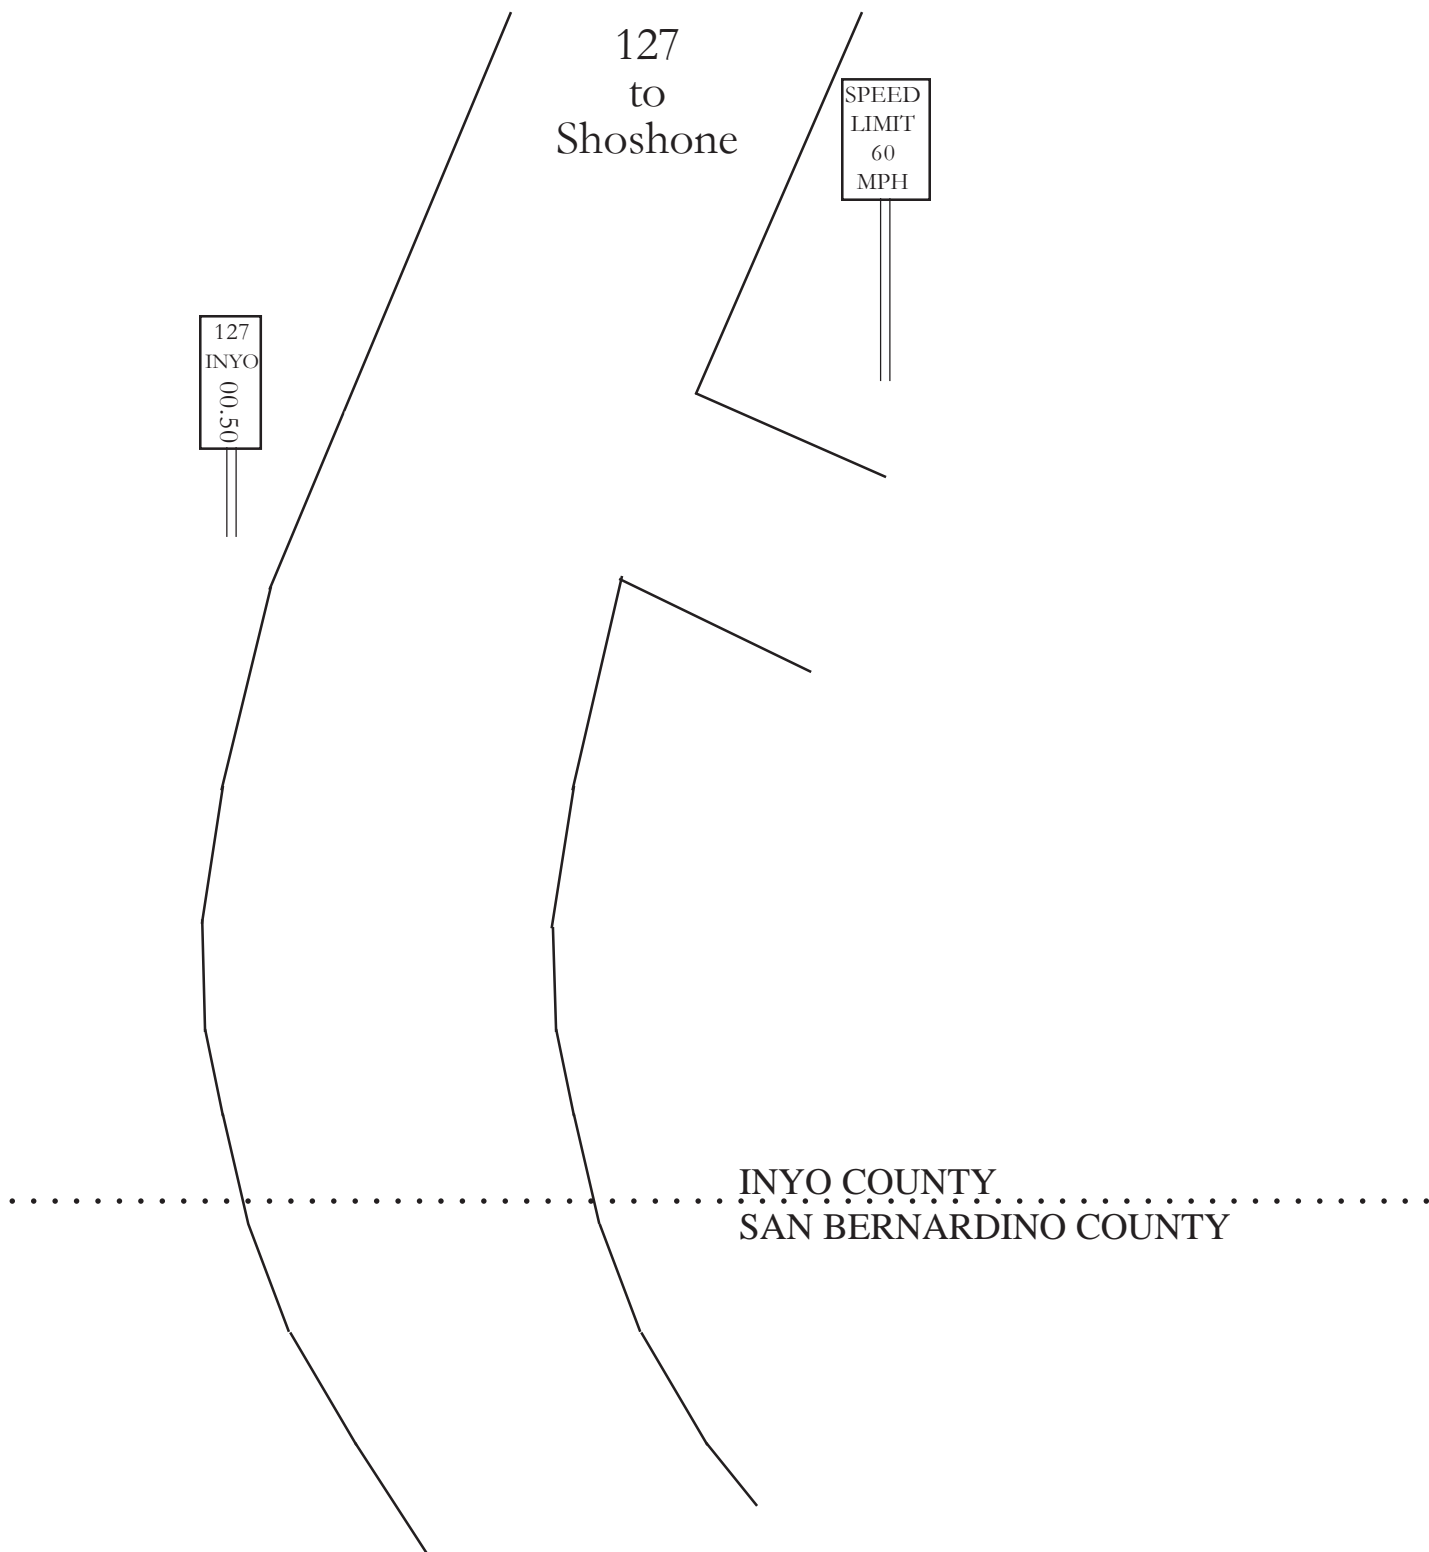 127
to
Shoshone
SPEED
LIMIT
60
MPH
127
INYO
00.50
INYO COUNTY
SAN BERNARDINO COUNTY